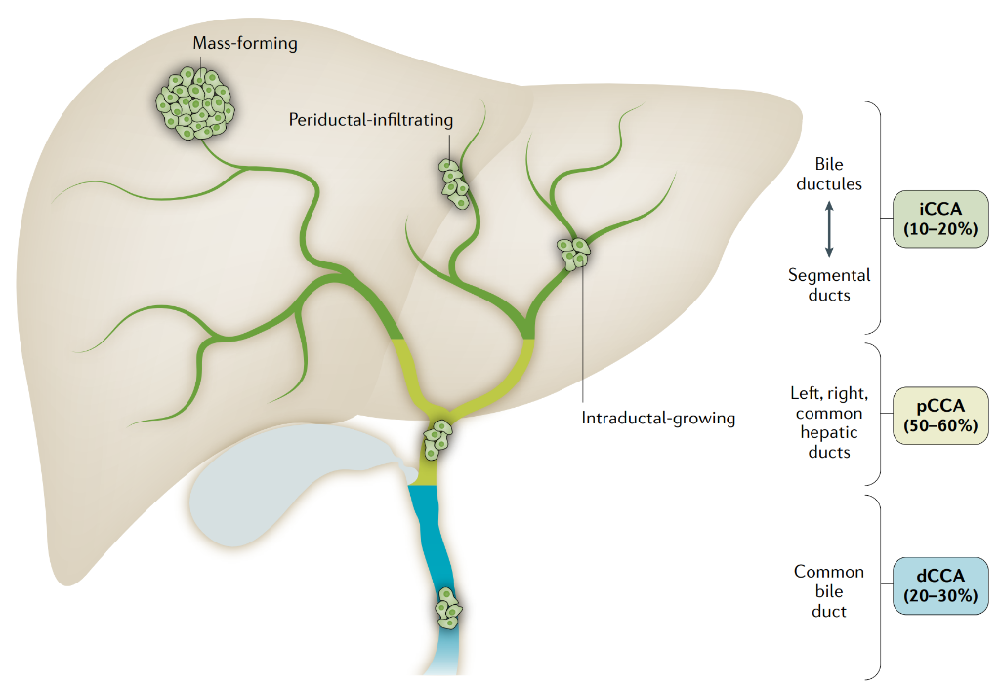 Mass-forming
Periductal-infiltrating
Intraductal-growing
Bile
ductules
Segmental
ducts
iCCA
(10–20%)
Left, right,
common
hepatic
ducts
pCCA
(50–60%)
Common
bile
duct
dCCA
(20–30%)